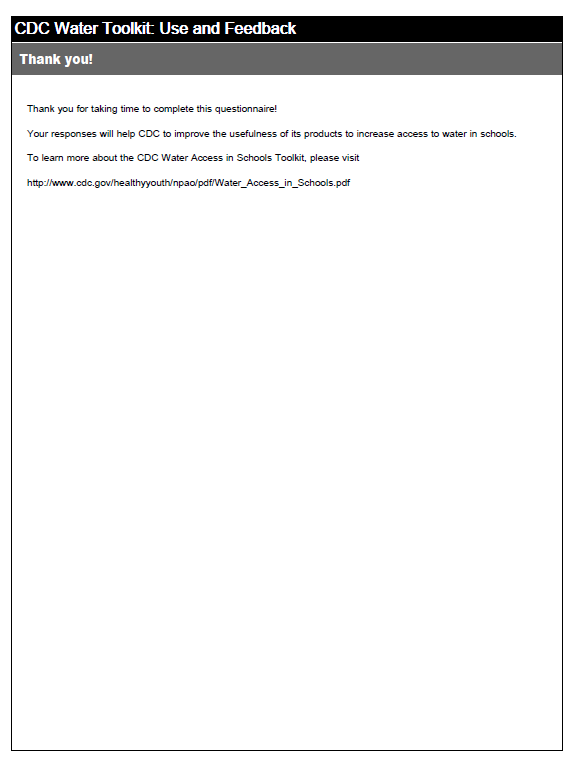 CDC Water Toolkit: Use and Feedback
Thank you!
Thank you for taking time to complete this questionnaire!
Your responses will help CDC to improve the usefulness of its products to increase access to water in schools.
To learn more about the CDC Water Access in Schools Toolkit, please visit
http://www.cdc.gov/healthyyouth/npao/pdf/Water_Access_in_Schools.pdf